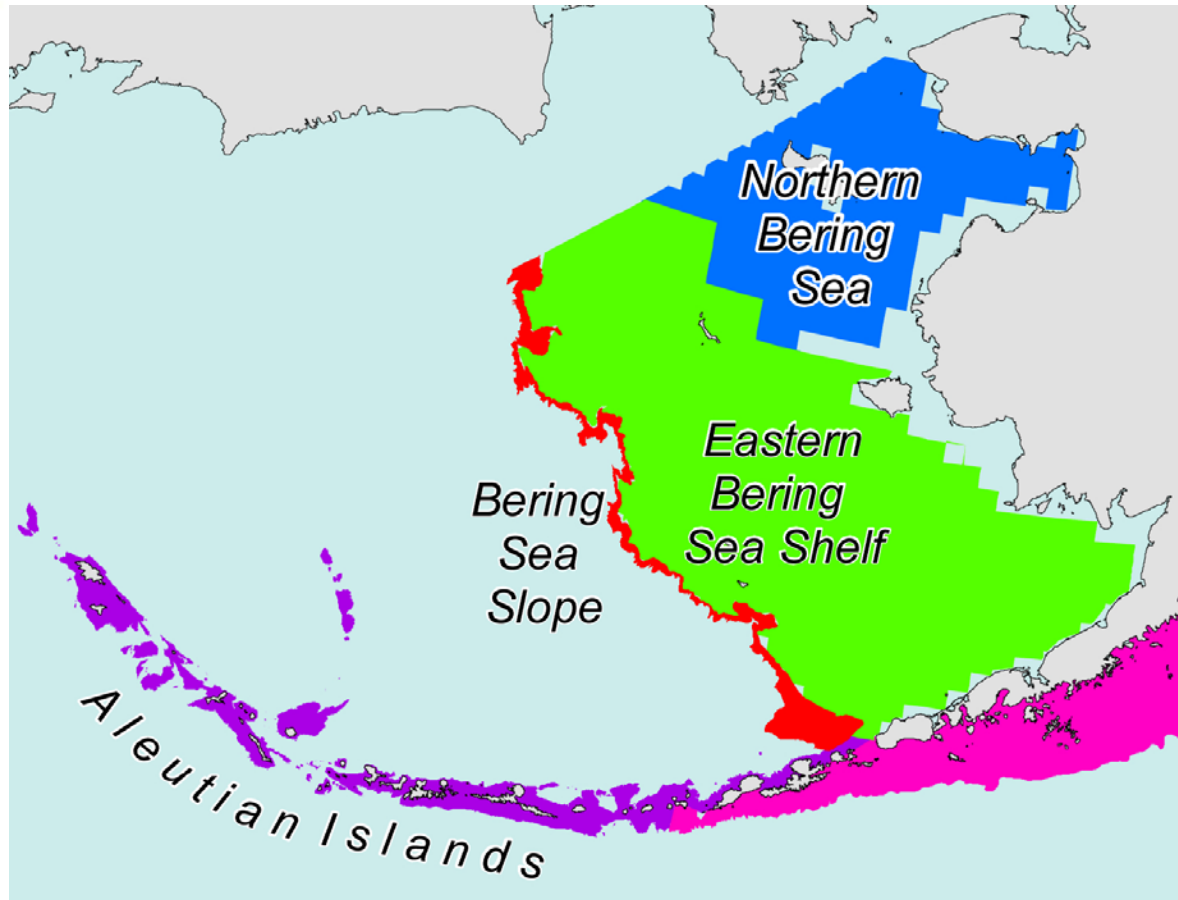 Northern
Bering
Sea
Eastern
Bering
Sea Shelf
Bering
Sea
Slope
Aleutian Islands